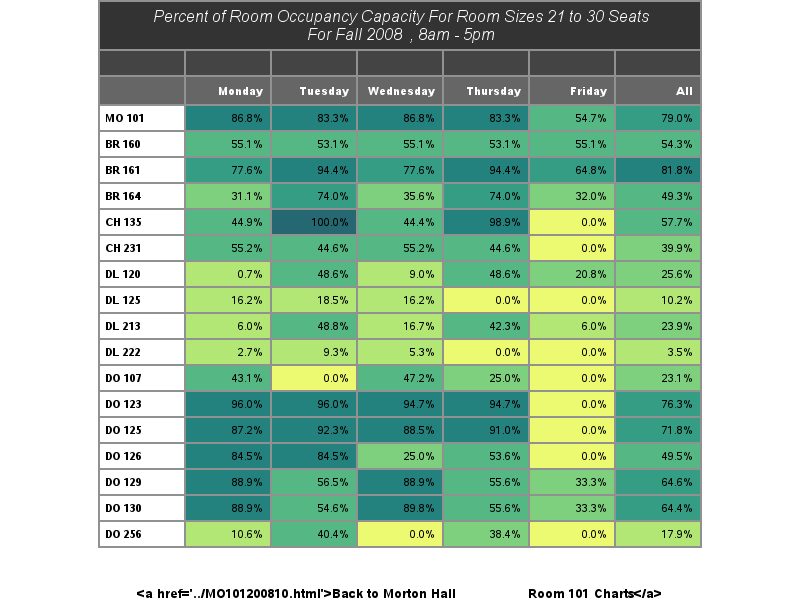 Percent of Room Occupancy Capacity For Room Sizes 21 to 30 Seats
For Fall 2008 , 8am - 5pm
Monday Tuesday Wednesday Thursday Friday All
MO 101 86.8% 83.3% 86.8% 83.3% 54.7% 79.0%
BR 160 55.1% 53.1% 55.1% 53.1% 55.1% 54.3%
BR 161 77.6% 94.4% 77.6% 94.4% 64.8% 81.8%
BR 164 31.1% 74.0% 35.6% 74.0% 32.0% 49.3%
CH 135 44.9% 100.0% 44.4% 98.9% 0.0% 57.7%
CH 231 55.2% 44.6% 55.2% 44.6% 0.0% 39.9%
DL 120 0.7% 48.6% 9.0% 48.6% 20.8% 25.6%
DL 125 16.2% 18.5% 16.2% 0.0% 0.0% 10.2%
DL 213 6.0% 48.8% 16.7% 42.3% 6.0% 23.9%
DL 222 2.7% 9.3% 5.3% 0.0% 0.0% 3.5%
DO 107 43.1% 0.0% 47.2% 25.0% 0.0% 23.1%
DO 123 96.0% 96.0% 94.7% 94.7% 0.0% 76.3%
DO 125 87.2% 92.3% 88.5% 91.0% 0.0% 71.8%
DO 126 84.5% 84.5% 25.0% 53.6% 0.0% 49.5%
DO 129 88.9% 56.5% 88.9% 55.6% 33.3% 64.6%
DO 130 88.9% 54.6% 89.8% 55.6% 33.3% 64.4%
DO 256 10.6% 40.4% 0.0% 38.4% 0.0% 17.9%
<a href='../MO101200810.html'>Back to Morton Hall Room 101 Charts</a>